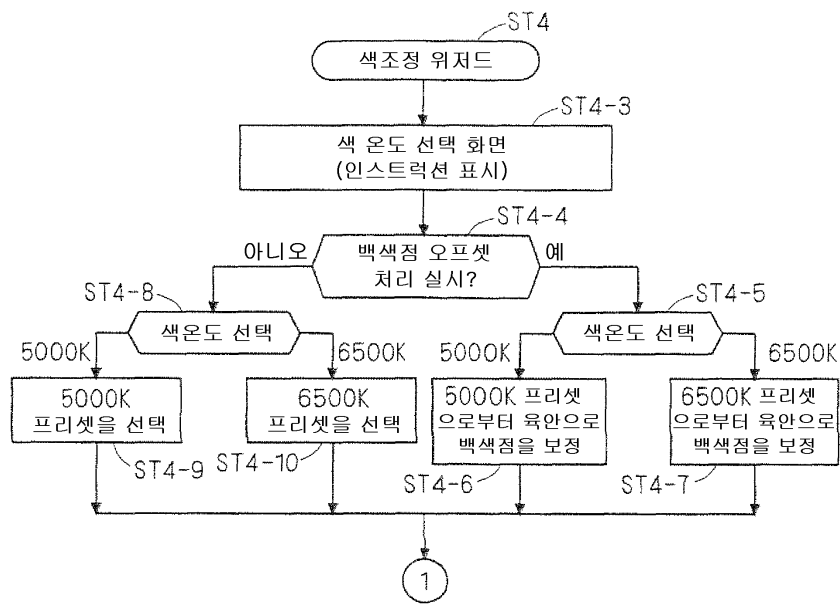 ST4
색조정 위저드
ST4-3
색 온도 선택 화면
(인스트럭션 표시)
ST4-4
아니오
백색점 오프셋
처리 실시?
예
ST4-8
색온도 선택
ST4-5
색온도 선택
5000K
6500K
5000K
6500K
5000K
프리셋을 선택
6500K
프리셋을 선택
5000K 프리셋
으로부터 육안으로
백색점을 보정
6500K 프리셋
으로부터 육안으로
백색점을 보정
ST4-9
ST4-10
ST4-6
ST4-7
1